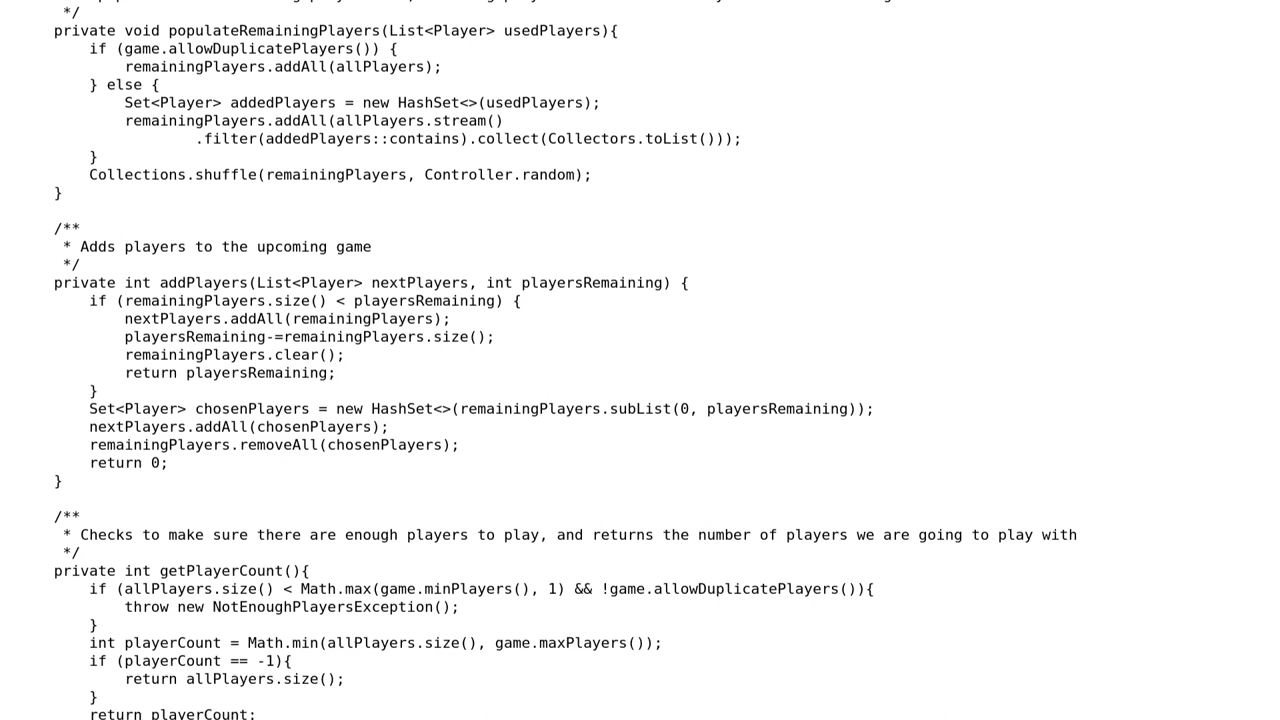 */
private void populateRemainingPlayers(List<Player> usedPlayers){
if (game.allowDuplicatePlayers()) {
remainingPlayers.addAll(allPlayers);
} else {
Set<Player> addedPlayers = new HashSet<>(usedPlayers);
remainingPlayers.addAll(allPlayers.stream()
.filter(addedPlayers::contains).collect(Collectors.toList()));
}
Collections.shuffle(remainingPlayers, Controller.random);
}
/**
* Adds players to the upcoming game
*/
private int addPlayers(List<Player> nextPlayers, int playersRemaining) {
if (remainingPlayers.size() < playersRemaining) {
nextPlayers.addAll(remainingPlayers);
playersRemaining-=remainingPlayers.size();
remainingPlayers.clear();
return playersRemaining;
}
Set<Player> chosenPlayers = new HashSet<>(remainingPlayers.subList(0, playersRemaining));
nextPlayers.addAll(chosenPlayers);
remainingPlayers.removeAll(chosenPlayers);
return 0;
}
/**
* Checks to make sure there are enough players to play, and returns the number of players we are going to play with
*/
private int getPlayerCount(){
if (allPlayers.size() < Math.max(game.minPlayers(), 1) && !game.allowDuplicatePlayers()){
throw new NotEnoughPlayersException();
}
int playerCount = Math.min(allPlayers.size(), game.maxPlayers());
if (playerCount == -1){
return allPlayers.size();
}
return playerCount;